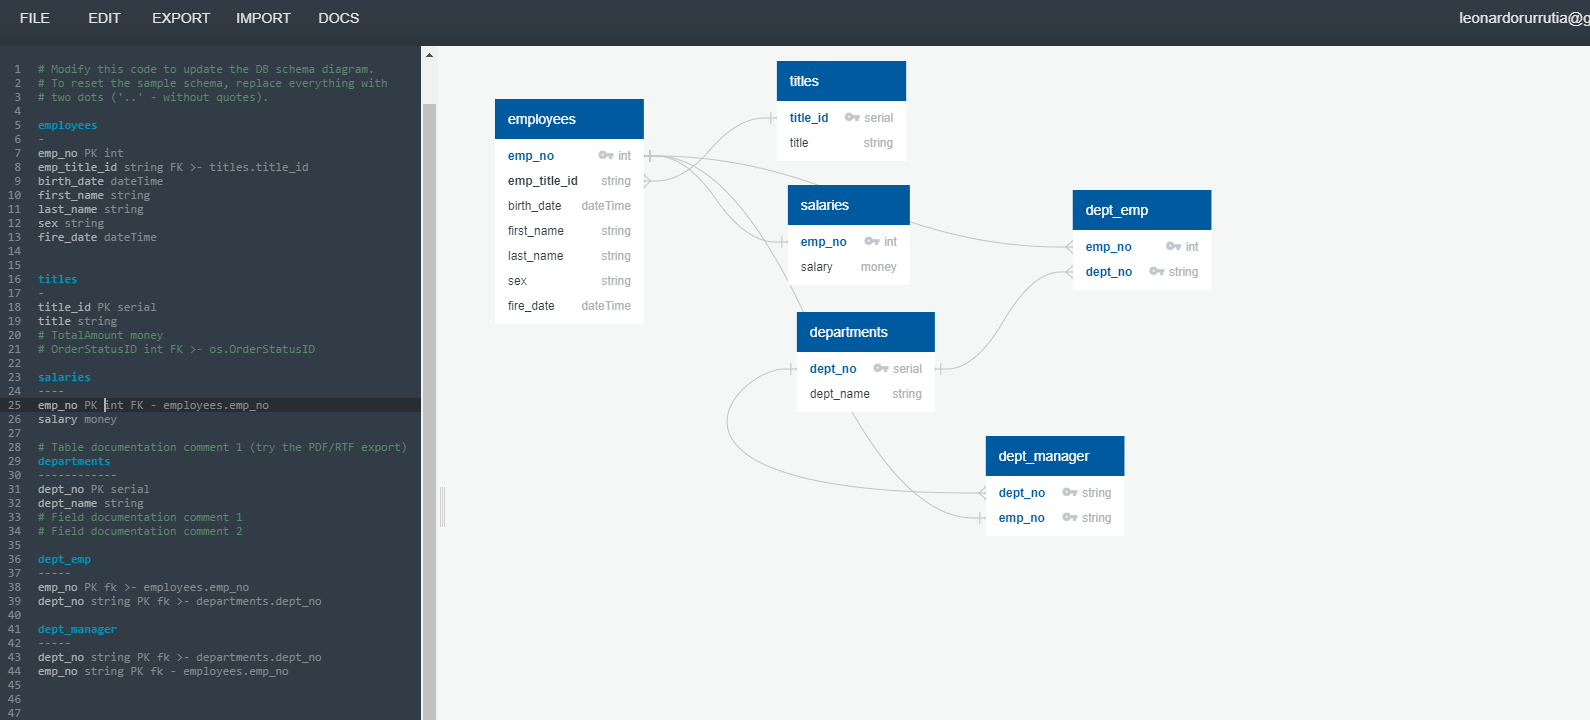 FILE EDIT EXPORT IMPORT DOCS leonardorurrutia@g
1 # Modify this code to update the DB schema diagram.
2 # To reset the sample schema, replace everything with
3 # two dots ('..' - without quotes).
4
5 employees
6 -
7 emp_no PK int
8 emp_title_id string FK >- titles.title_id
9 birth_date dateTime
10 first_name string
11 last_name string
12 sex string
13 fire_date dateTime
14
15
16 titles
17 -
18 title_id PK serial
19 title string
20 # TotalAmount money
21 # OrderStatusID int FK >- os.OrderStatusID
22
23 salaries
24 ----
25 emp_no PK int FK - employees.emp_no
26 salary money
27
28 # Table documentation comment 1 (try the PDF/RTF export)
29 departments
30 ------------
31 dept_no PK serial
32 dept_name string
33 # Field documentation comment 1
34 # Field documentation comment 2
35
36 dept_emp
37 -----
38 emp_no PK fk >- employees.emp_no
39 dept_no string PK fk >- departments.dept_no
40
41 dept_manager
42 -----
43 dept_no string PK fk >- departments.dept_no
44 emp_no string PK fk - employees.emp_no
45
46
47
employees
emp_no int
emp_title_id string
birth_date dateTime
first_name string
last_name string
sex string
fire_date dateTime
titles
title_id serial
title string
salaries
emp_no int
salary money
departments
dept_no serial
dept_name string
dept_emp
emp_no int
dept_no string
dept_manager
dept_no string
emp_no string